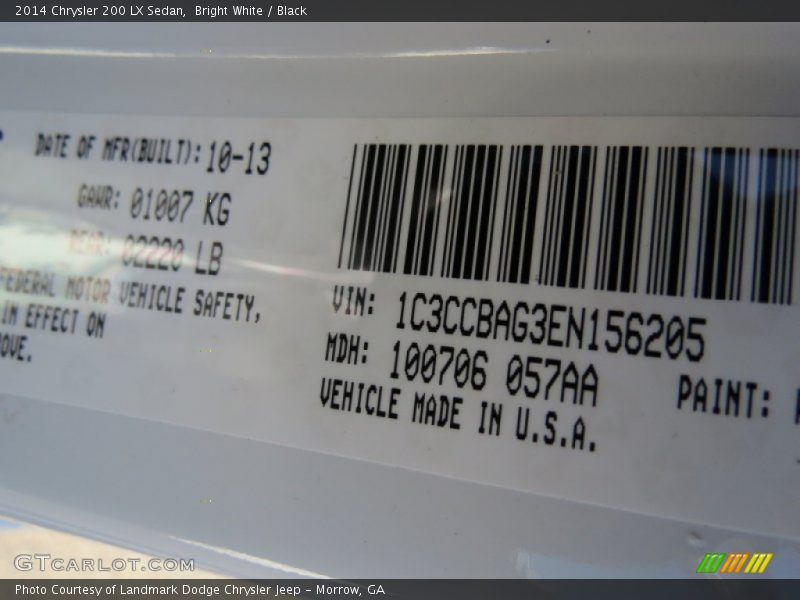 2014 Chrysler 200 LX Sedan, Bright White / Black
DATE OF MFR(BUILT): 10-13
GAWR: 01007 KG
REAR: 02220 LB
FEDERAL MOTOR VEHICLE SAFETY,
IN EFFECT ON
VIN: 1C3CCBAG3EN156205
MDH: 100706 057AA
PAINT:
VEHICLE MADE IN U.S.A.
GTCARLOT.COM
Photo Courtesy of Landmark Dodge Chrysler Jeep - Morrow, GA